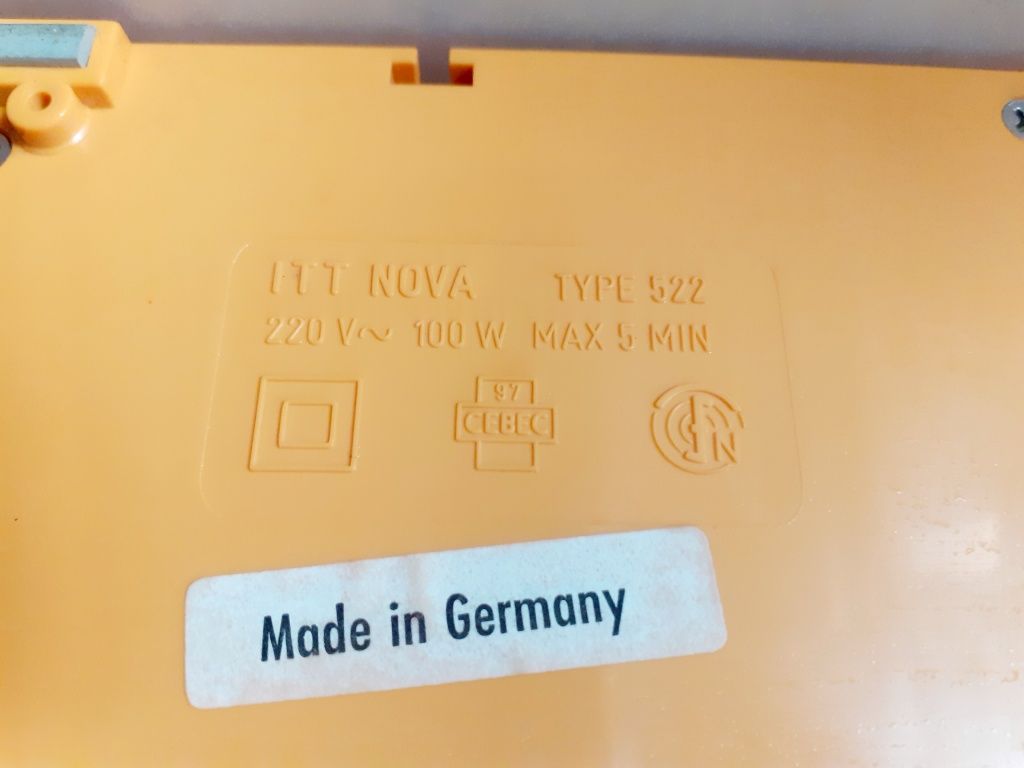 ITT NOVA TYPE 522
220 V~ 100 W MAX 5 MIN
97
CEBEC
Made in Germany